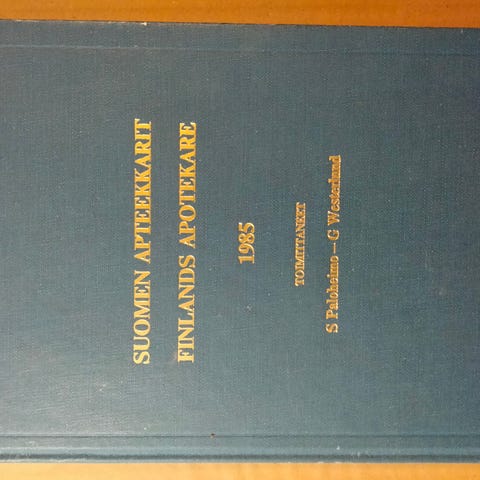 SUOMEN APTEEKKARIT
FINLANDS APOTEKARE
1985
TOIMITTANEET
S Paloheimo – G Westerlund